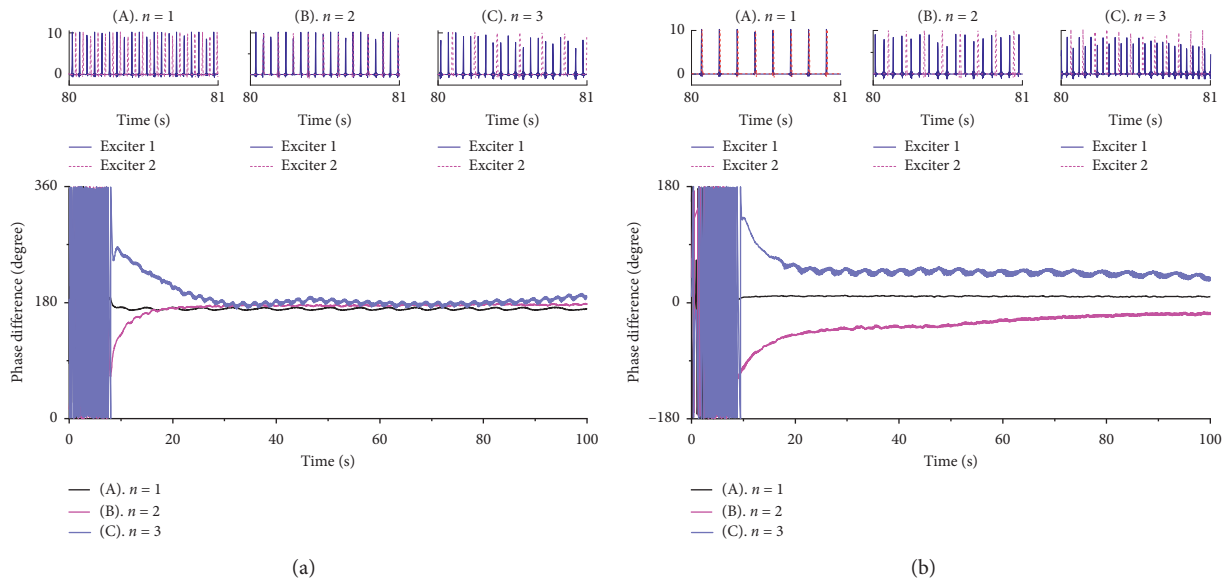 (A). n = 1
(B). n = 2
(C). n = 3
10
0
80
81
80
81
80
81
Time (s)
Time (s)
Time (s)
Exciter 1
Exciter 2
Exciter 1
Exciter 2
Exciter 1
Exciter 2
360
180
0
Phase difference (degree)
0
20
40
60
80
100
Time (s)
(A). n = 1
(B). n = 2
(C). n = 3
(a)
(A). n = 1
(B). n = 2
(C). n = 3
10
0
80
81
80
81
80
81
Time (s)
Time (s)
Time (s)
Exciter 1
Exciter 2
Exciter 1
Exciter 2
Exciter 1
Exciter 2
180
0
−180
Phase difference (degree)
0
20
40
60
80
100
Time (s)
(A). n = 1
(B). n = 2
(C). n = 3
(b)